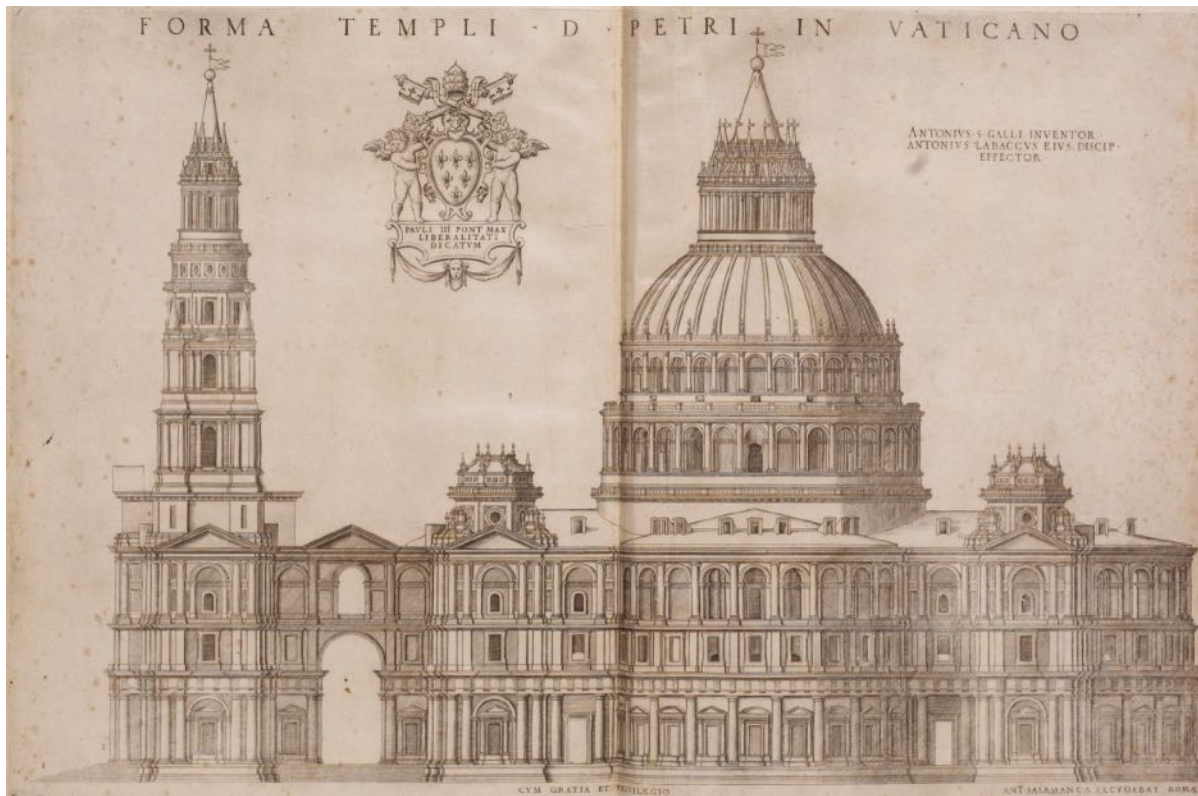 FORMA TEMPLI · D · PETRI · IN VATICANO
ANTONIVS · S · GALLI INVENTOR ·
ANTONIVS · LABACCVS EIVS · DISCIP ·
EFFECTOR ·
PAVLI III PONT MAX
LIBERALITATI
DICATVM
CVM GRATIA ET PRIVILEGIO
ANT SALAMANCA EXCVDEBAT ROMA